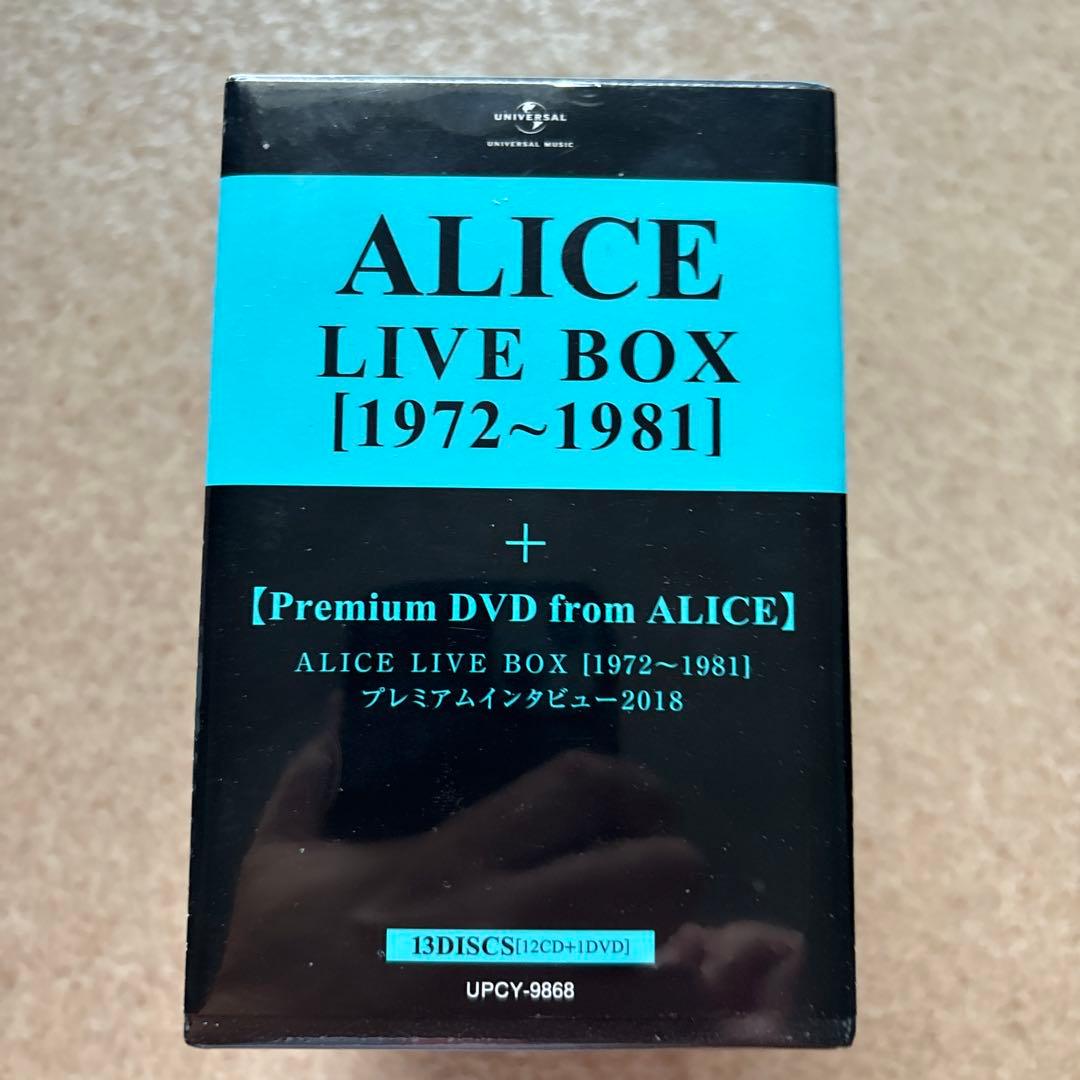 UNIVERSAL
UNIVERSAL MUSIC
ALICE
LIVE BOX
[1972~1981]
+
【Premium DVD from ALICE】
ALICE LIVE BOX [1972〜1981]
プレミアムインタビュー2018
13DISCS[12CD+1DVD]
UPCY-9868